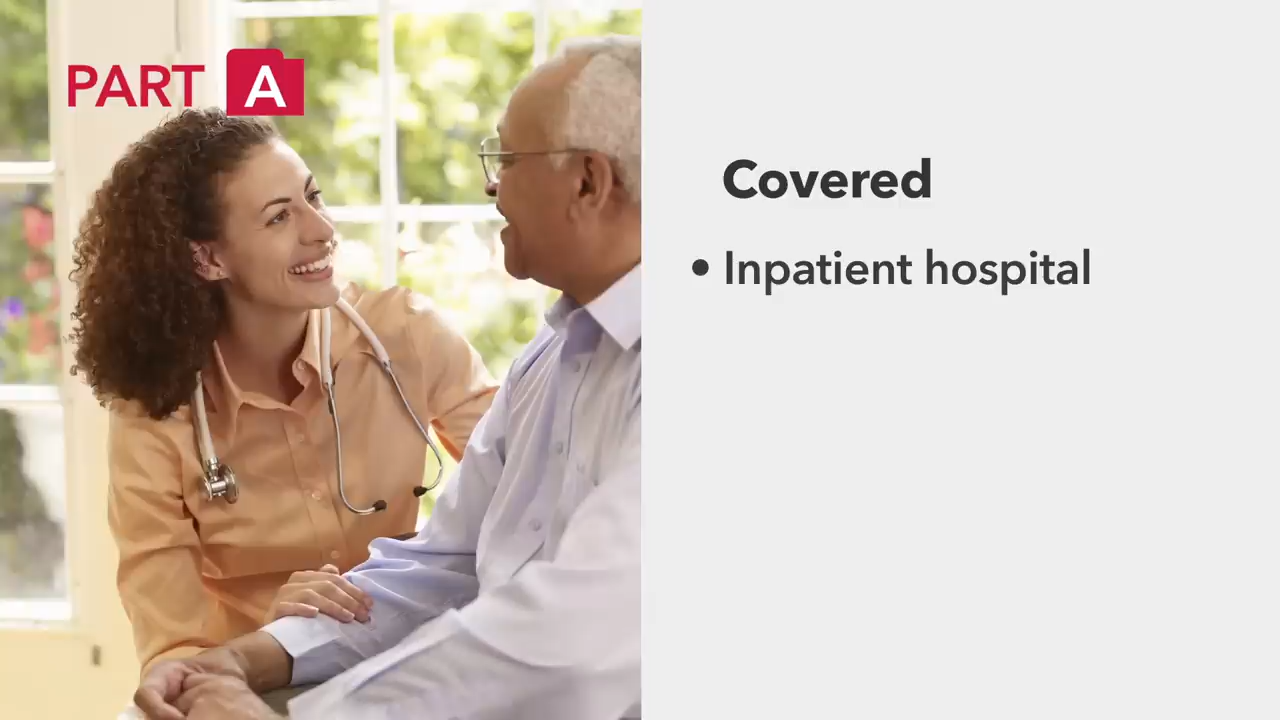 PART A
Covered
• Inpatient hospital